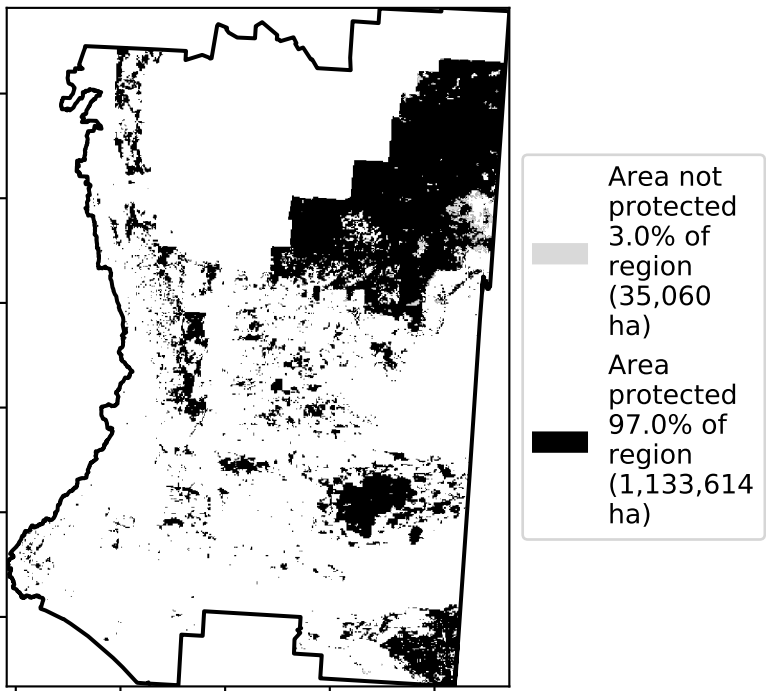 Area not
protected
3.0% of
region
(35,060
ha)
Area
protected
97.0% of
region
(1,133,614
ha)